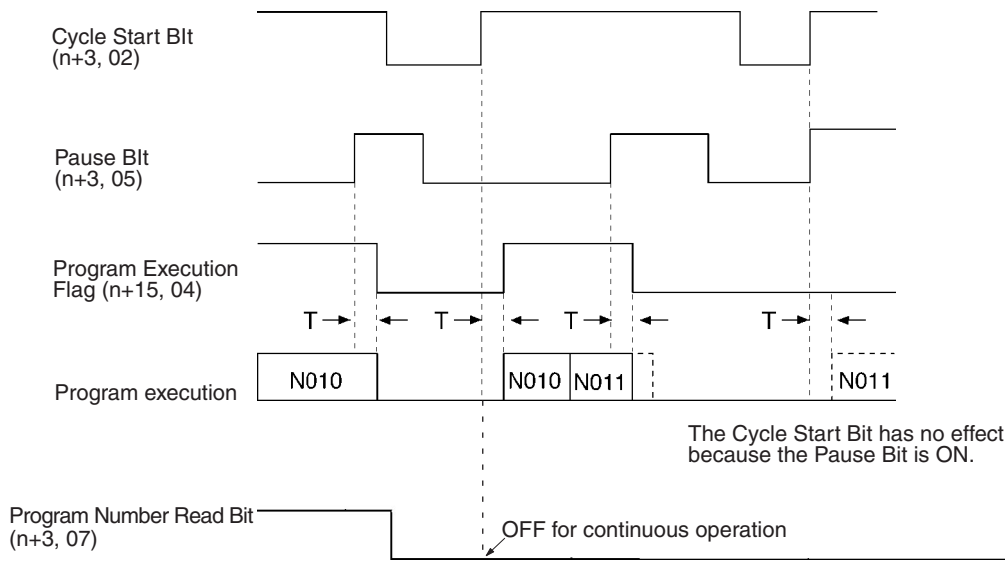 Cycle Start BIt
(n+3, 02)
Pause BIt
(n+3, 05)
Program Execution
Flag (n+15, 04)
T
T
T
T
Program execution
N010
N010
N011
N011
The Cycle Start Bit has no effect
because the Pause Bit is ON.
Program Number Read Bit
(n+3, 07)
OFF for continuous operation